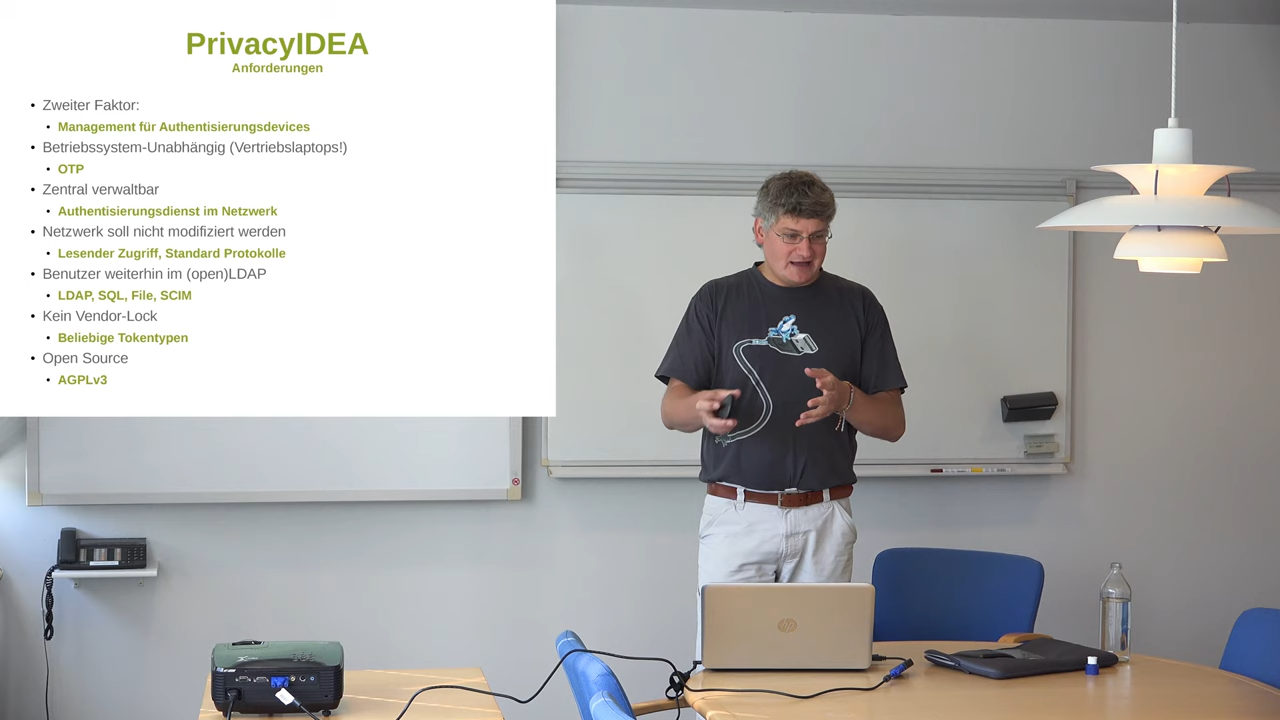 PrivacyIDEA
Anforderungen
• Zweiter Faktor:
• Management für Authentisierungsdevices
• Betriebssystem-Unabhängig (Vertriebslaptops!)
• OTP
• Zentral verwaltbar
• Authentisierungsdienst im Netzwerk
• Netzwerk soll nicht modifiziert werden
• Lesender Zugriff, Standard Protokolle
• Benutzer weiterhin im (open)LDAP
• LDAP, SQL, File, SCIM
• Kein Vendor-Lock
• Beliebige Tokentypen
• Open Source
• AGPLv3
hp